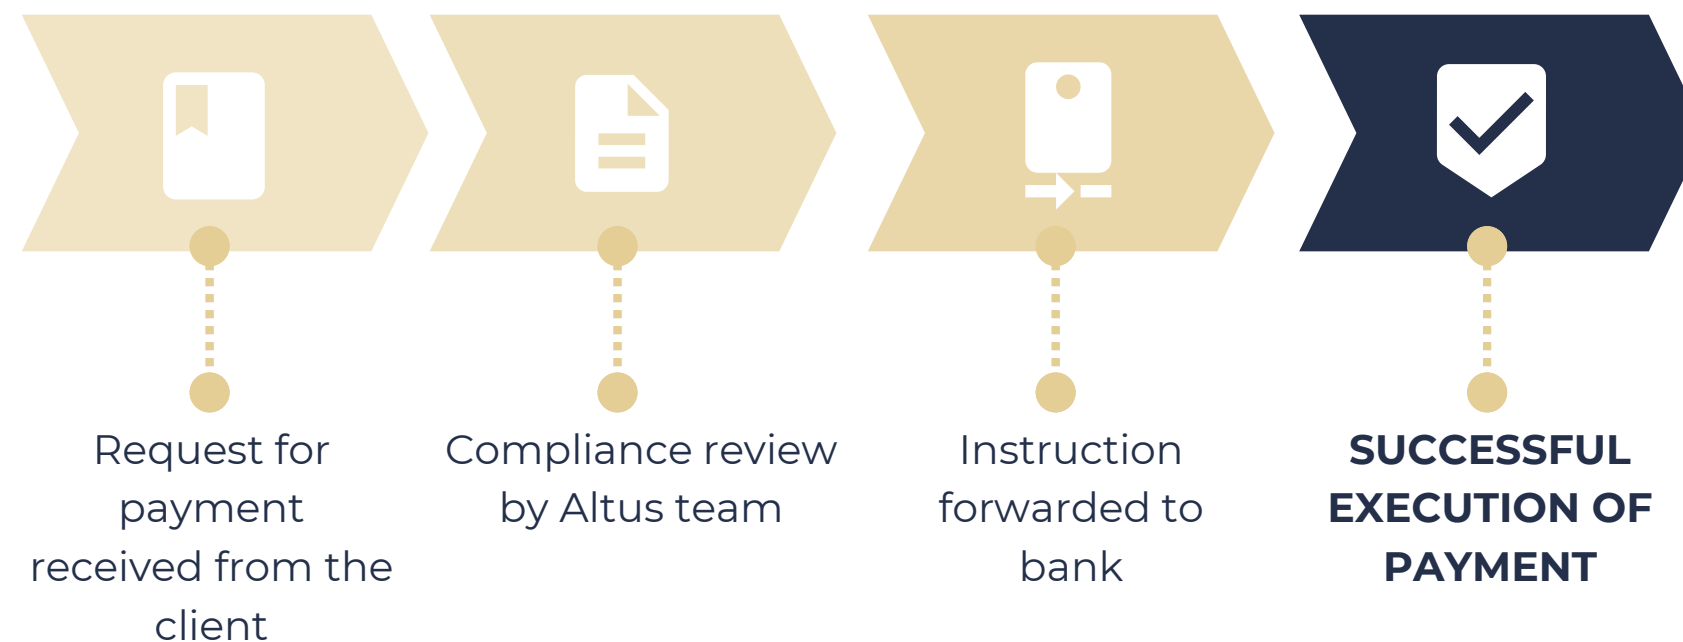 Request for
payment
received from the
client
Compliance review
by Altus team
Instruction
forwarded to
bank
SUCCESSFUL
EXECUTION OF
PAYMENT